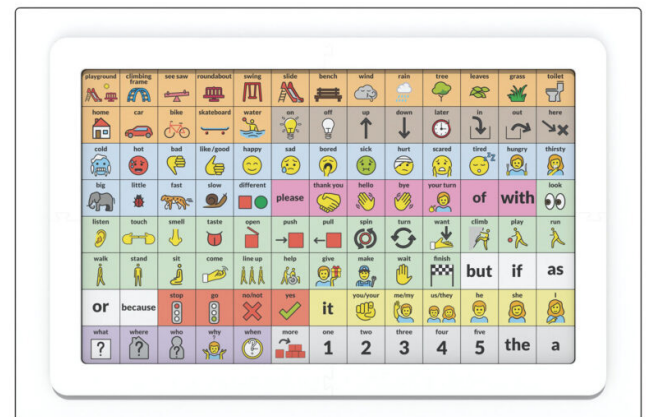 playground climbing frame see saw roundabout swing slide bench wind rain tree leaves grass toilet
home car bike skateboard water on off up down later in out here
cold hot bad like/good happy sad bored sick hurt scared tired hungry thirsty
big little fast slow different please thank you hello bye your turn of with look
listen touch smell taste open push pull spin turn want climb play run
walk stand sit come line up help give make wait finish but if as
or because stop go no/not yes it you/your me/my us/they he she I
what where who why when more one two three four five the a
? ? ? ? 1 2 3 4 5